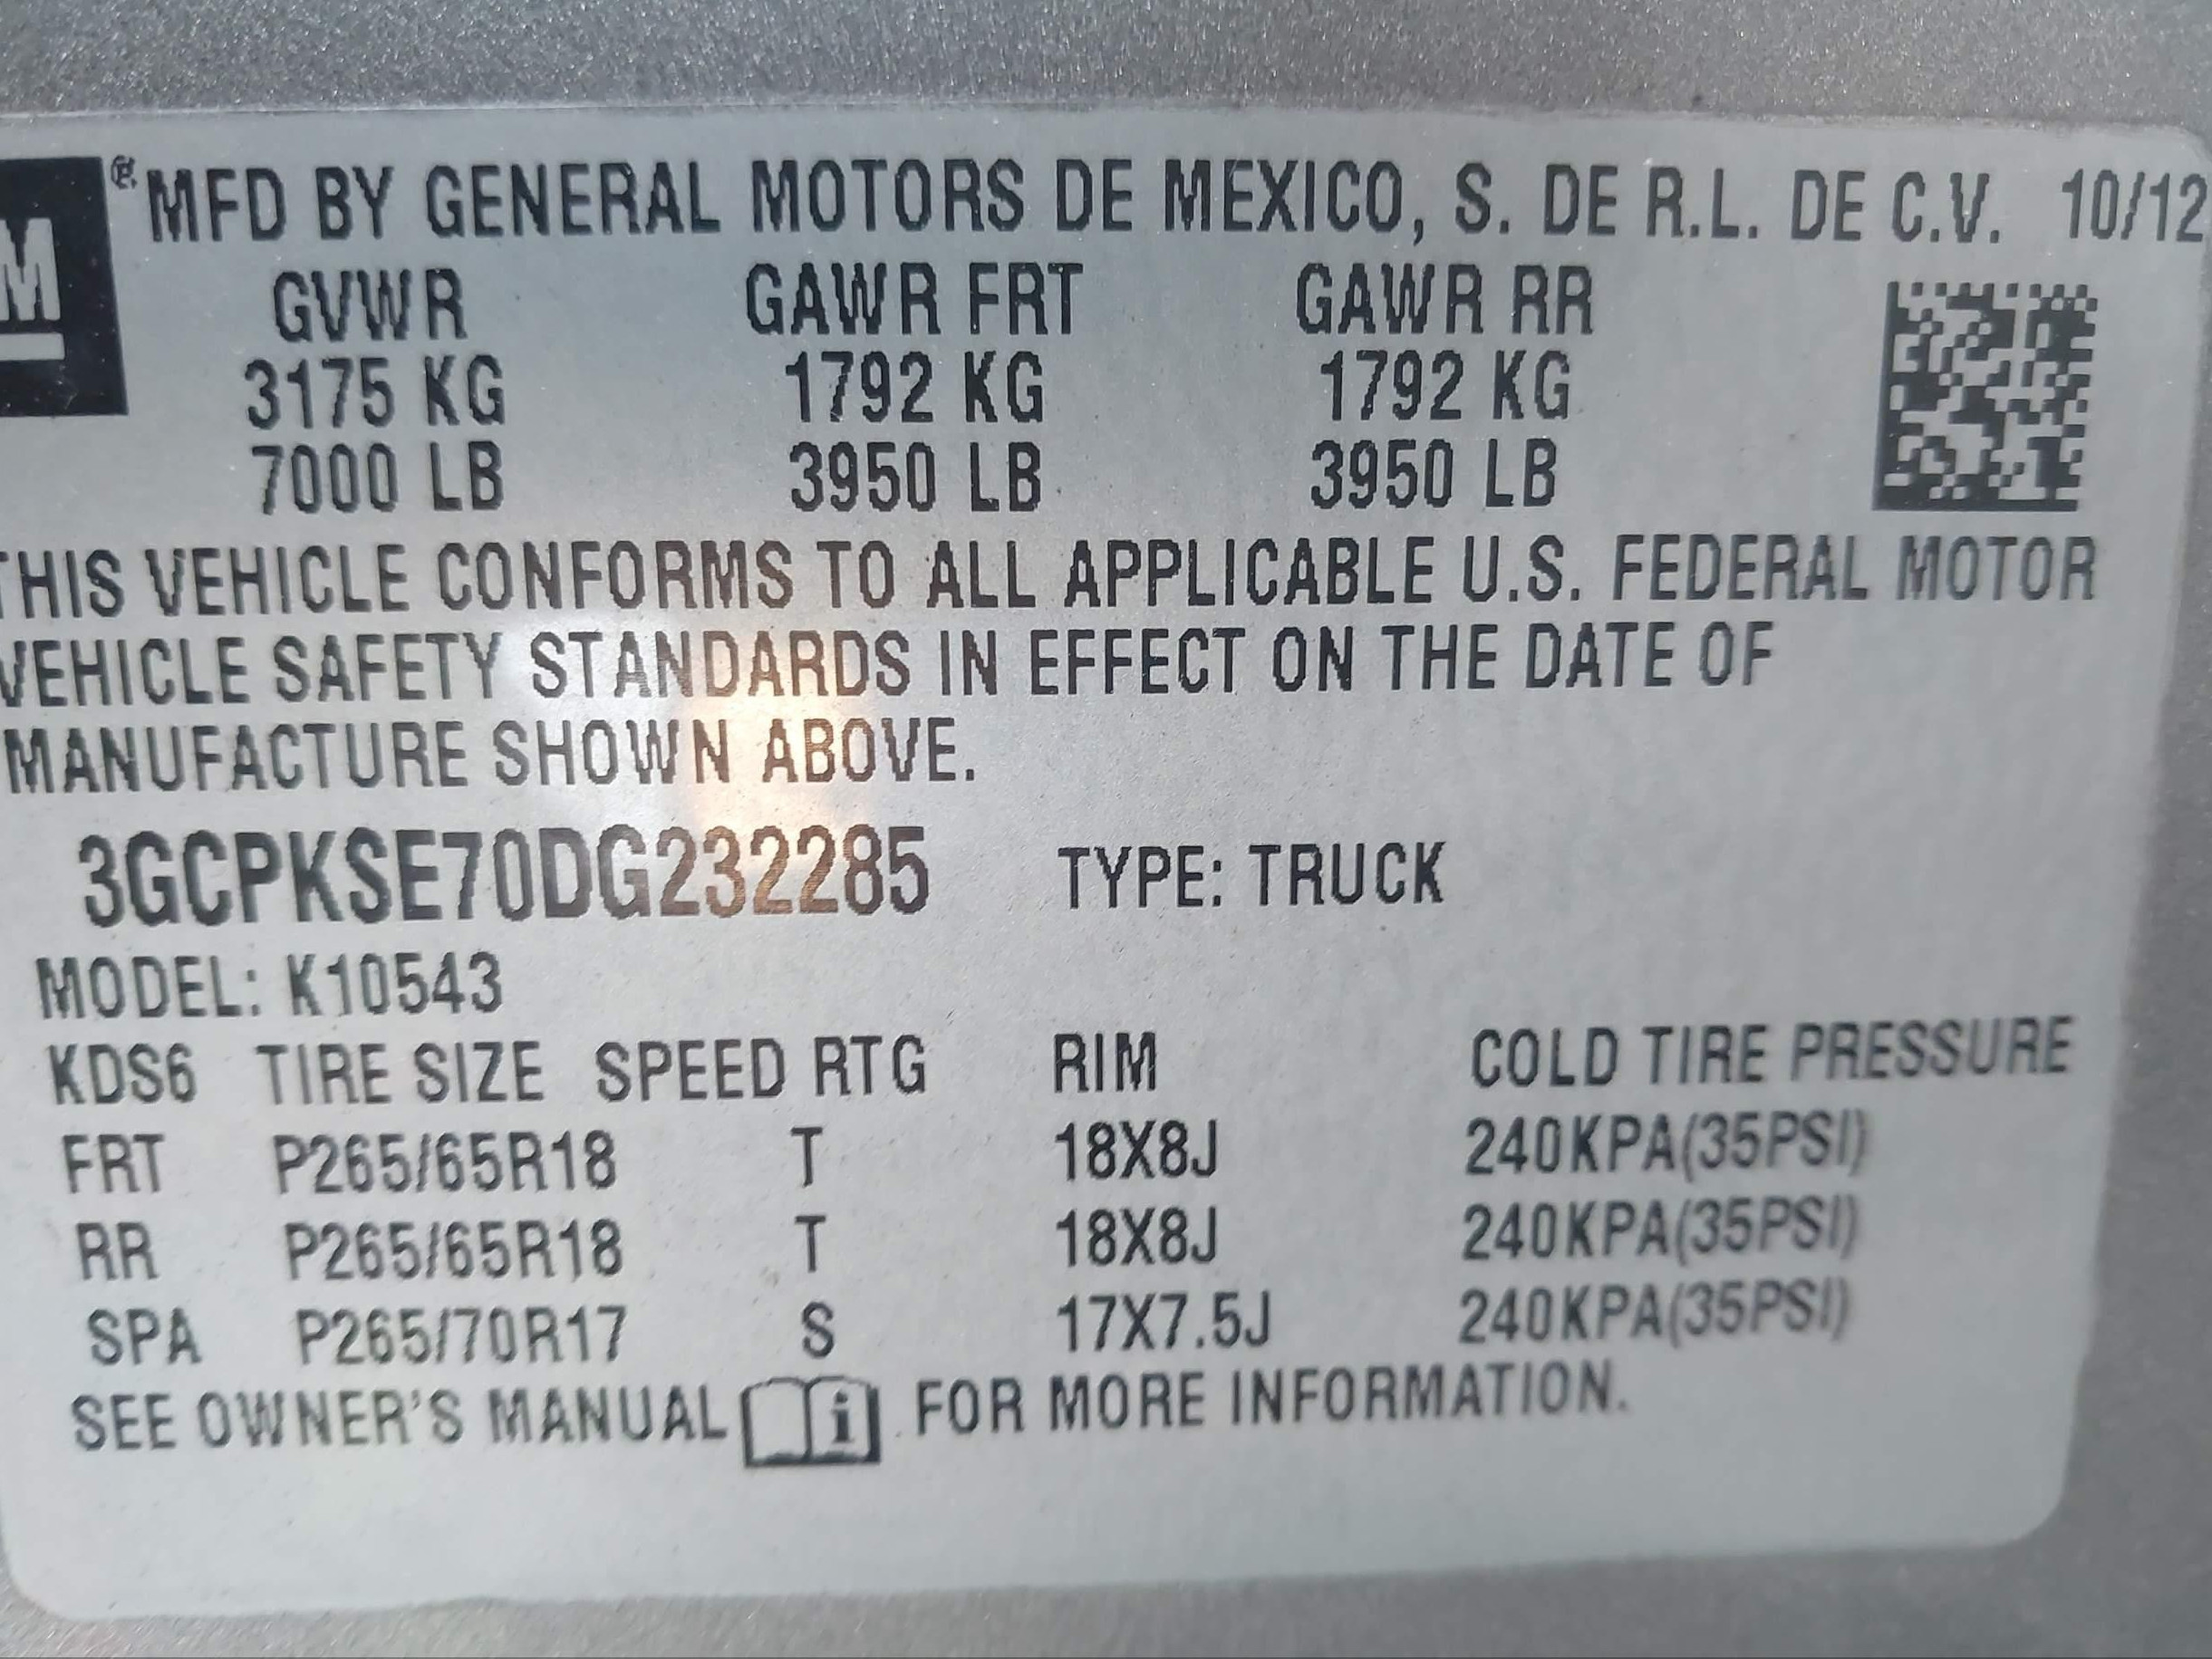 M
® MFD BY GENERAL MOTORS DE MEXICO, S. DE R.L. DE C.V. 10/12
GVWR GAWR FRT GAWR RR
3175 KG 1792 KG 1792 KG
7000 LB 3950 LB 3950 LB
THIS VEHICLE CONFORMS TO ALL APPLICABLE U.S. FEDERAL MOTOR
VEHICLE SAFETY STANDARDS IN EFFECT ON THE DATE OF
MANUFACTURE SHOWN ABOVE.
3GCPKSE70DG232285 TYPE: TRUCK
MODEL: K10543
KDS6 TIRE SIZE SPEED RTG RIM COLD TIRE PRESSURE
FRT P265/65R18 T 18X8J 240KPA(35PSI)
RR P265/65R18 T 18X8J 240KPA(35PSI)
SPA P265/70R17 S 17X7.5J 240KPA(35PSI)
SEE OWNER'S MANUAL i FOR MORE INFORMATION.